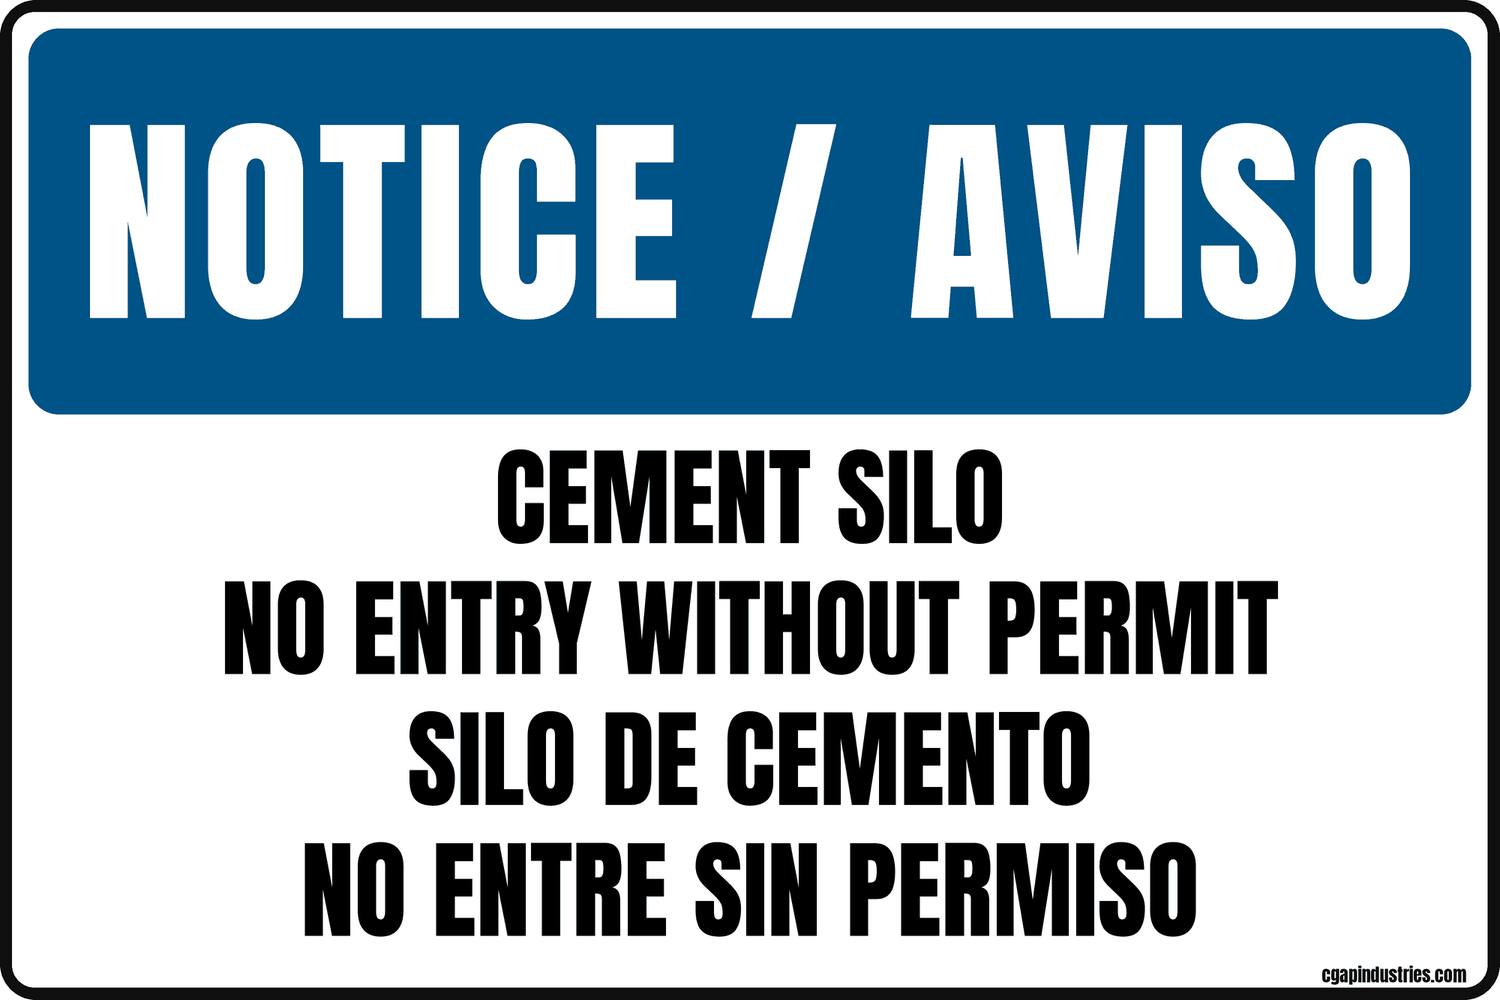 NOTICE / AVISO
CEMENT SILO
NO ENTRY WITHOUT PERMIT
SILO DE CEMENTO
NO ENTRE SIN PERMISO
cgapindustries.com